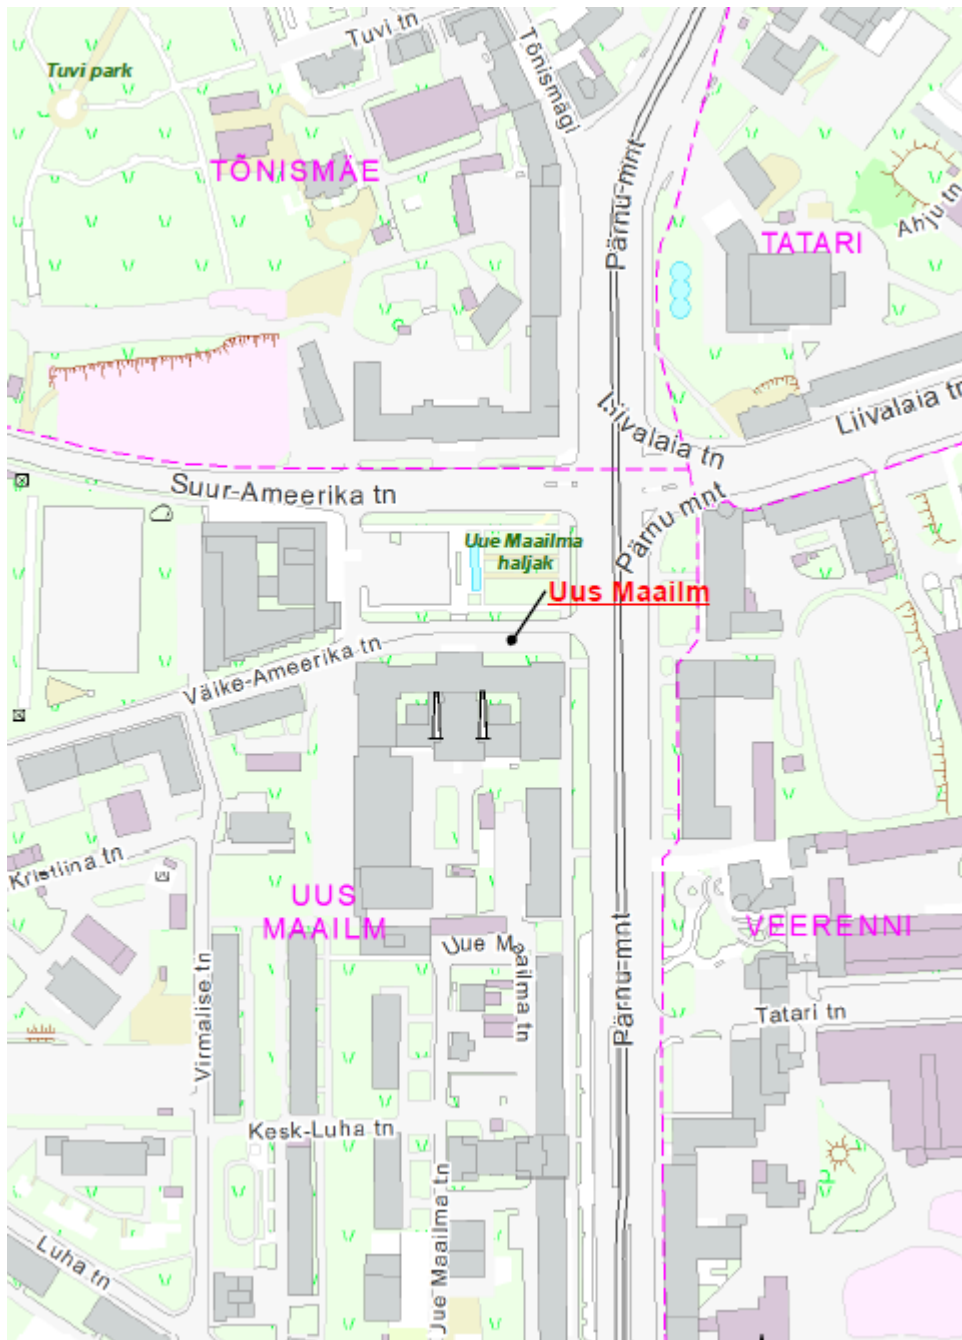 Tuvi tn
Tõnismägi
Tuvi park
TÕNISMÄE
Pärnu mnt
Ahju tn
TATARI
Liivalaia tn
Liivalaia tn
Suur-Ameerika tn
Pärnu mnt
Uue Maailma
haljak
Uus Maailm
Väike-Ameerika tn
Kristiina tn
UUS
MAAILM
VEERENNI
Uue Maailma tn
Pärnu mnt
Virmalise tn
Tatari tn
Kesk-Luha tn
Uue Maailma tn
Luha tn